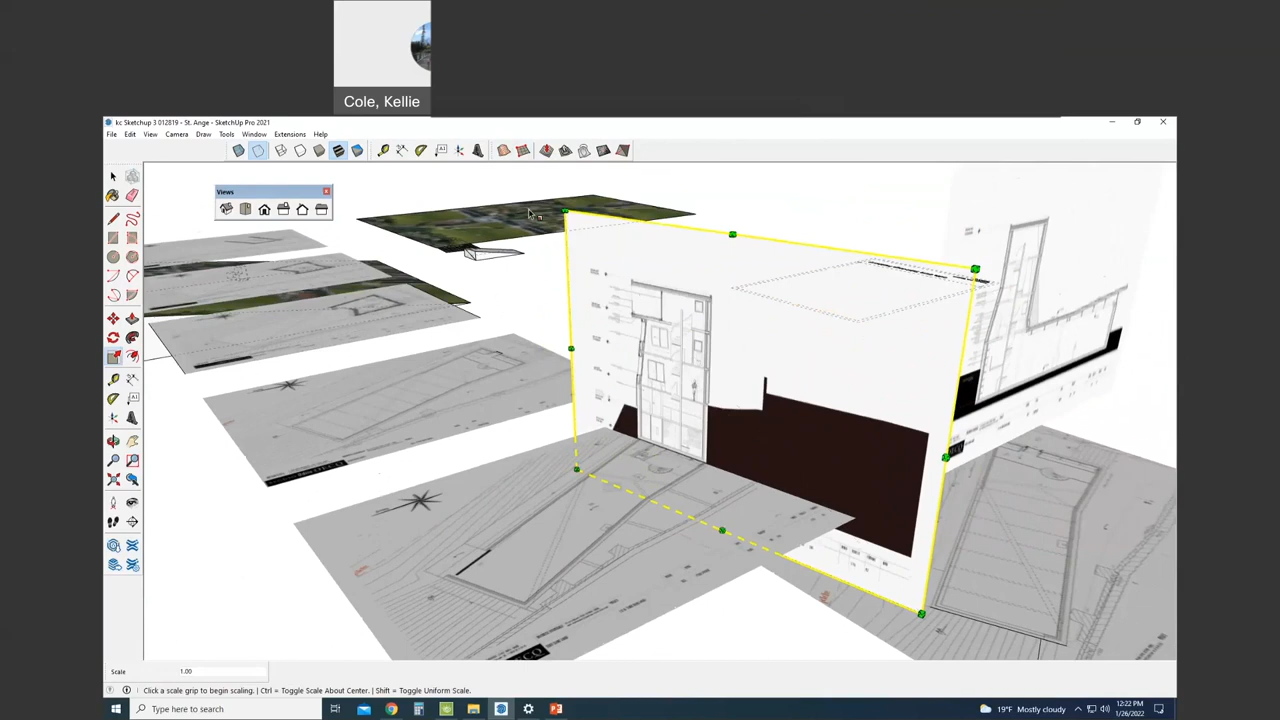 Cole, Kellie
kc Sketchup 3 012819 - St. Ange - SketchUp Pro 2021
File Edit View Camera Draw Tools Window Extensions Help
Views
Scale 1.00
Click a scale grip to begin scaling. | Ctrl = Toggle Scale About Center. | Shift = Toggle Uniform Scale.
Type here to search
19°F Mostly cloudy
12:22 PM
1/26/2022